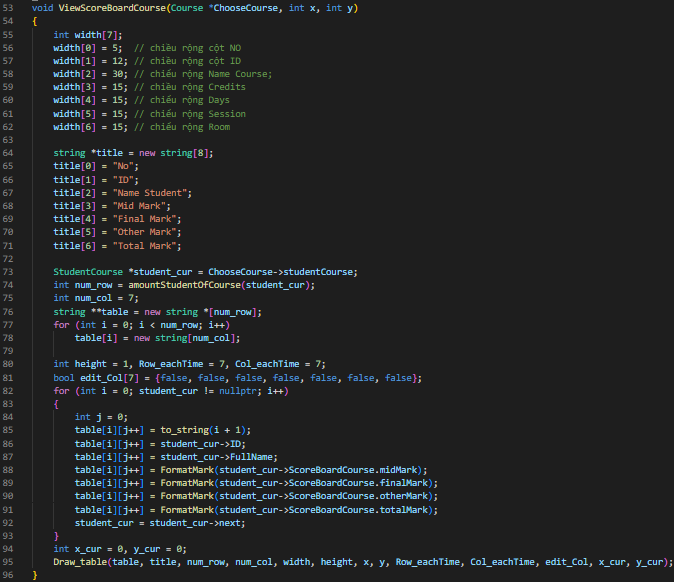 53 void ViewScoreBoardCourse(Course *ChooseCourse, int x, int y)
54 {
55     int width[7];
56     width[0] = 5;  // chiều rộng cột NO
57     width[1] = 12; // chiều rộng cột ID
58     width[2] = 30; // chiều rộng Name Course;
59     width[3] = 15; // chiều rộng Credits
60     width[4] = 15; // chiều rộng Days
61     width[5] = 15; // chiều rộng Session
62     width[6] = 15; // chiều rộng Room
63
64     string *title = new string[8];
65     title[0] = "No";
66     title[1] = "ID";
67     title[2] = "Name Student";
68     title[3] = "Mid Mark";
69     title[4] = "Final Mark";
70     title[5] = "Other Mark";
71     title[6] = "Total Mark";
72
73     StudentCourse *student_cur = ChooseCourse->studentCourse;
74     int num_row = amountStudentOfCourse(student_cur);
75     int num_col = 7;
76     string **table = new string *[num_row];
77     for (int i = 0; i < num_row; i++)
78         table[i] = new string[num_col];
79
80     int height = 1, Row_eachTime = 7, Col_eachTime = 7;
81     bool edit_Col[7] = {false, false, false, false, false, false, false};
82     for (int i = 0; student_cur != nullptr; i++)
83     {
84         int j = 0;
85         table[i][j++] = to_string(i + 1);
86         table[i][j++] = student_cur->ID;
87         table[i][j++] = student_cur->FullName;
88         table[i][j++] = FormatMark(student_cur->ScoreBoardCourse.midMark);
89         table[i][j++] = FormatMark(student_cur->ScoreBoardCourse.finalMark);
90         table[i][j++] = FormatMark(student_cur->ScoreBoardCourse.otherMark);
91         table[i][j++] = FormatMark(student_cur->ScoreBoardCourse.totalMark);
92         student_cur = student_cur->next;
93     }
94     int x_cur = 0, y_cur = 0;
95     Draw_table(table, title, num_row, num_col, width, height, x, y, Row_eachTime, Col_eachTime, edit_Col, x_cur, y_cur);
96 }